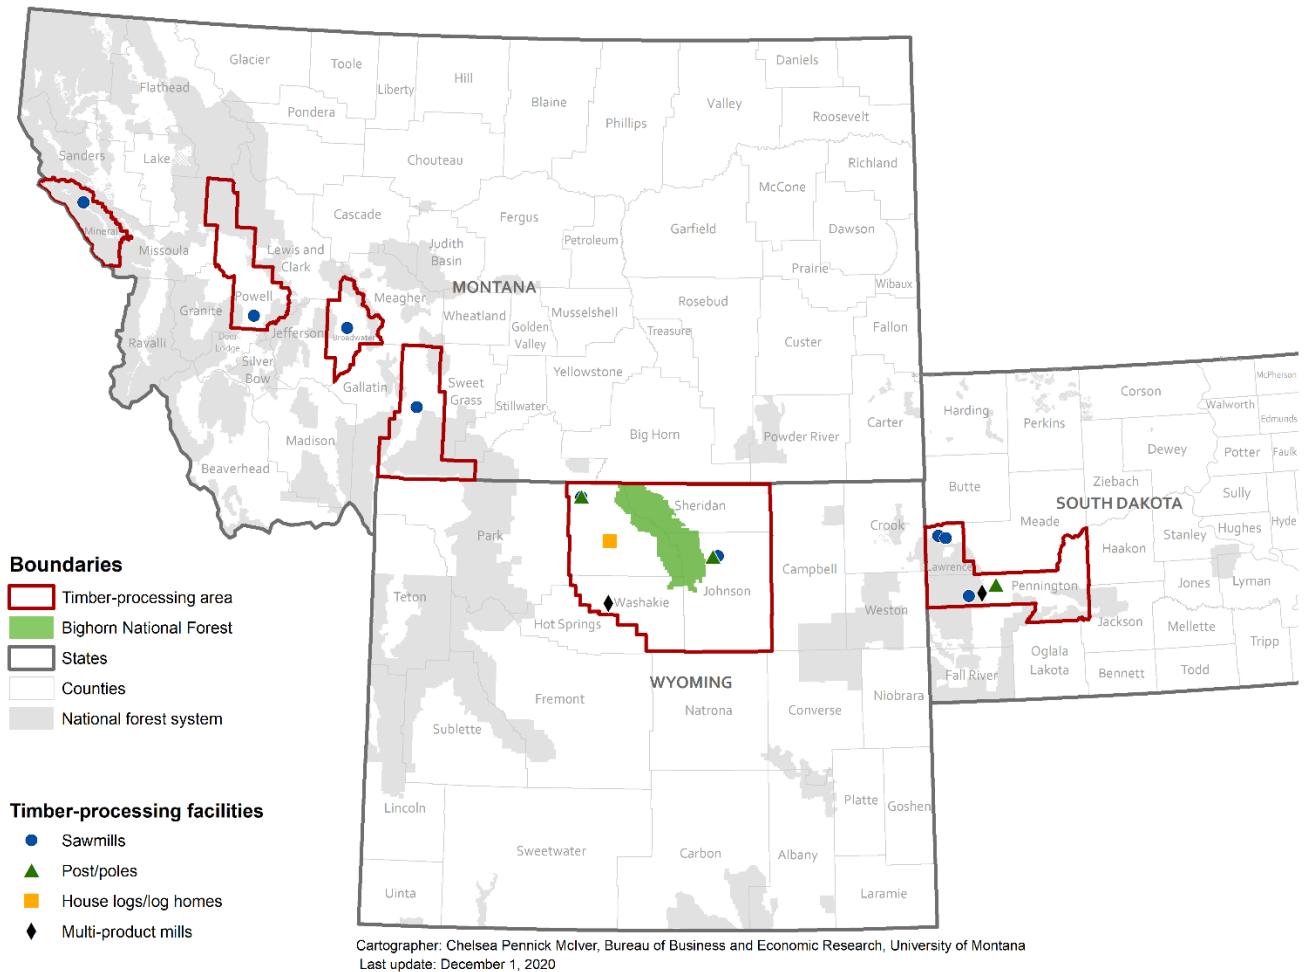 Glacier
Toole
Liberty
Hill
Blaine
Phillips
Valley
Daniels
Roosevelt
Flathead
Pondera
Chouteau
Richland
Sanders
Lake
McCone
Cascade
Fergus
Petroleum
Garfield
Dawson
Mineral
Missoula
Lewis and
Clark
Judith
Basin
Prairie
Wibaux
Powell
Meagher
MONTANA
Granite
Jefferson
Broadwater
Wheatland
Golden
Valley
Musselshell
Rosebud
Treasure
Custer
Fallon
Ravalli
Deer
Lodge
Silver
Bow
Gallatin
Sweet
Grass
Stillwater
Yellowstone
Madison
Beaverhead
Big Horn
Powder River
Carter
Harding
Perkins
Corson
McPherson
Walworth
Edmunds
Dewey
Potter
Faulk
Butte
Ziebach
SOUTH DAKOTA
Sully
Meade
Hughes
Hyde
Stanley
Haakon
Lawrence
Pennington
Jones
Lyman
Jackson
Mellette
Tripp
Oglala
Lakota
Fall River
Bennett
Todd
Park
Sheridan
Crook
Campbell
Johnson
Teton
Washakie
Hot Springs
Weston
WYOMING
Fremont
Natrona
Converse
Niobrara
Sublette
Lincoln
Platte
Goshen
Sweetwater
Carbon
Albany
Uinta
Laramie
Boundaries
Timber-processing area
Bighorn National Forest
States
Counties
National forest system
Timber-processing facilities
Sawmills
Post/poles
House logs/log homes
Multi-product mills
Cartographer: Chelsea Pennick McIver, Bureau of Business and Economic Research, University of Montana
Last update: December 1, 2020